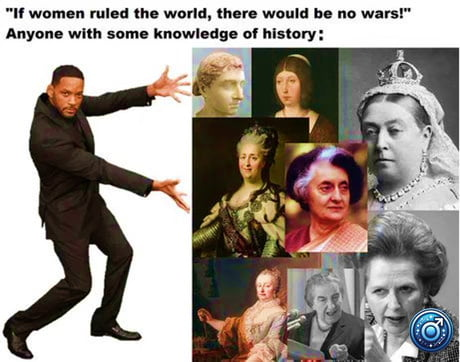 "If women ruled the world, there would be no wars!"
Anyone with some knowledge of history: